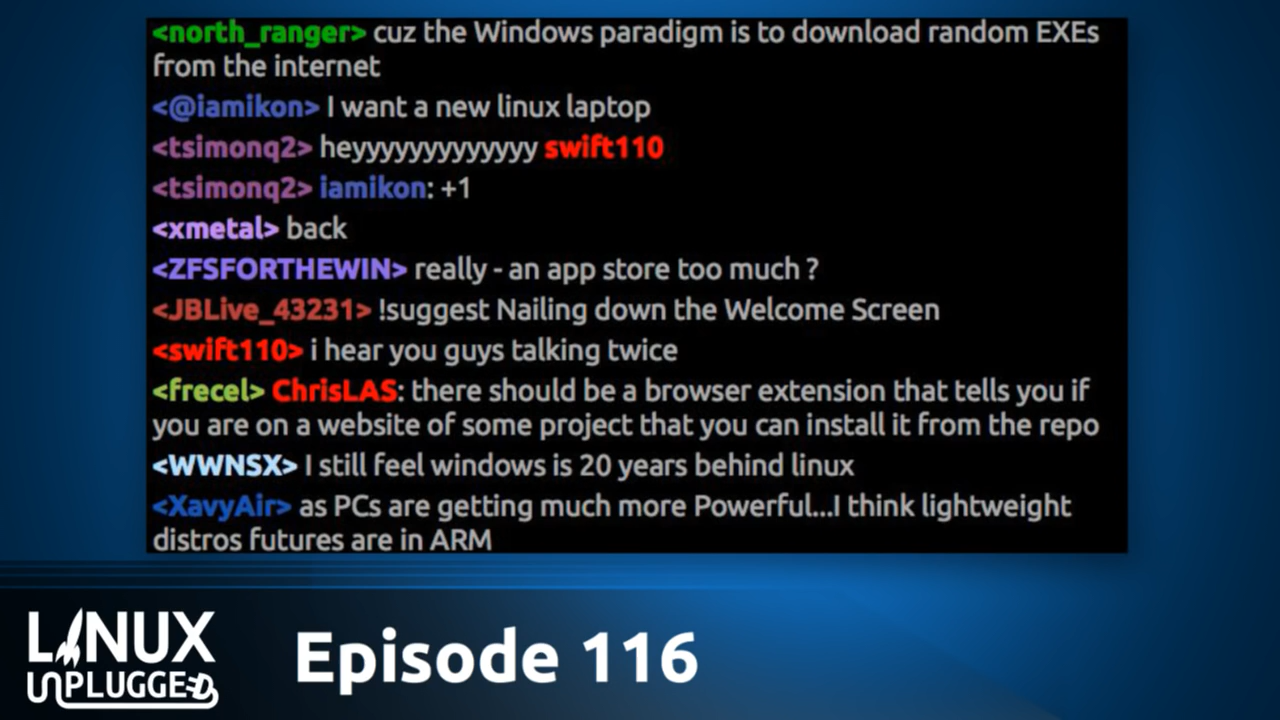 <north_ranger> cuz the Windows paradigm is to download random EXEs
from the internet
<@iamikon> I want a new linux laptop
<tsimonq2> heyyyyyyyyyyyyy swift110
<tsimonq2> iamikon: +1
<xmetal> back
<ZFSFORTHEWIN> really - an app store too much ?
<JBLive_43231> !suggest Nailing down the Welcome Screen
<swift110> i hear you guys talking twice
<frecel> ChrisLAS: there should be a browser extension that tells you if
you are on a website of some project that you can install it from the repo
<WWNSX> I still feel windows is 20 years behind linux
<XavyAir> as PCs are getting much more Powerful...I think lightweight
distros futures are in ARM
LINUX
UNPLUGGED
Episode 116